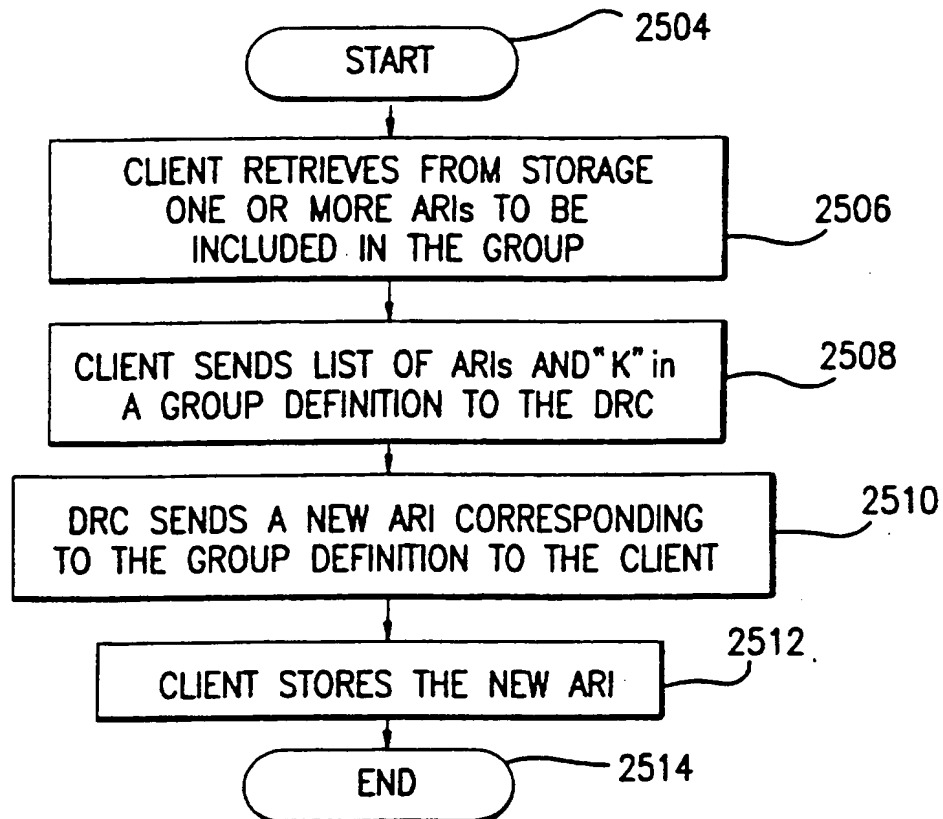 2504
START
CLIENT RETRIEVES FROM STORAGE
ONE OR MORE ARIs TO BE
INCLUDED IN THE GROUP
2506
CLIENT SENDS LIST OF ARIs AND "K" in
A GROUP DEFINITION TO THE DRC
2508
DRC SENDS A NEW ARI CORRESPONDING
TO THE GROUP DEFINITION TO THE CLIENT
2510
CLIENT STORES THE NEW ARI
2512
END
2514